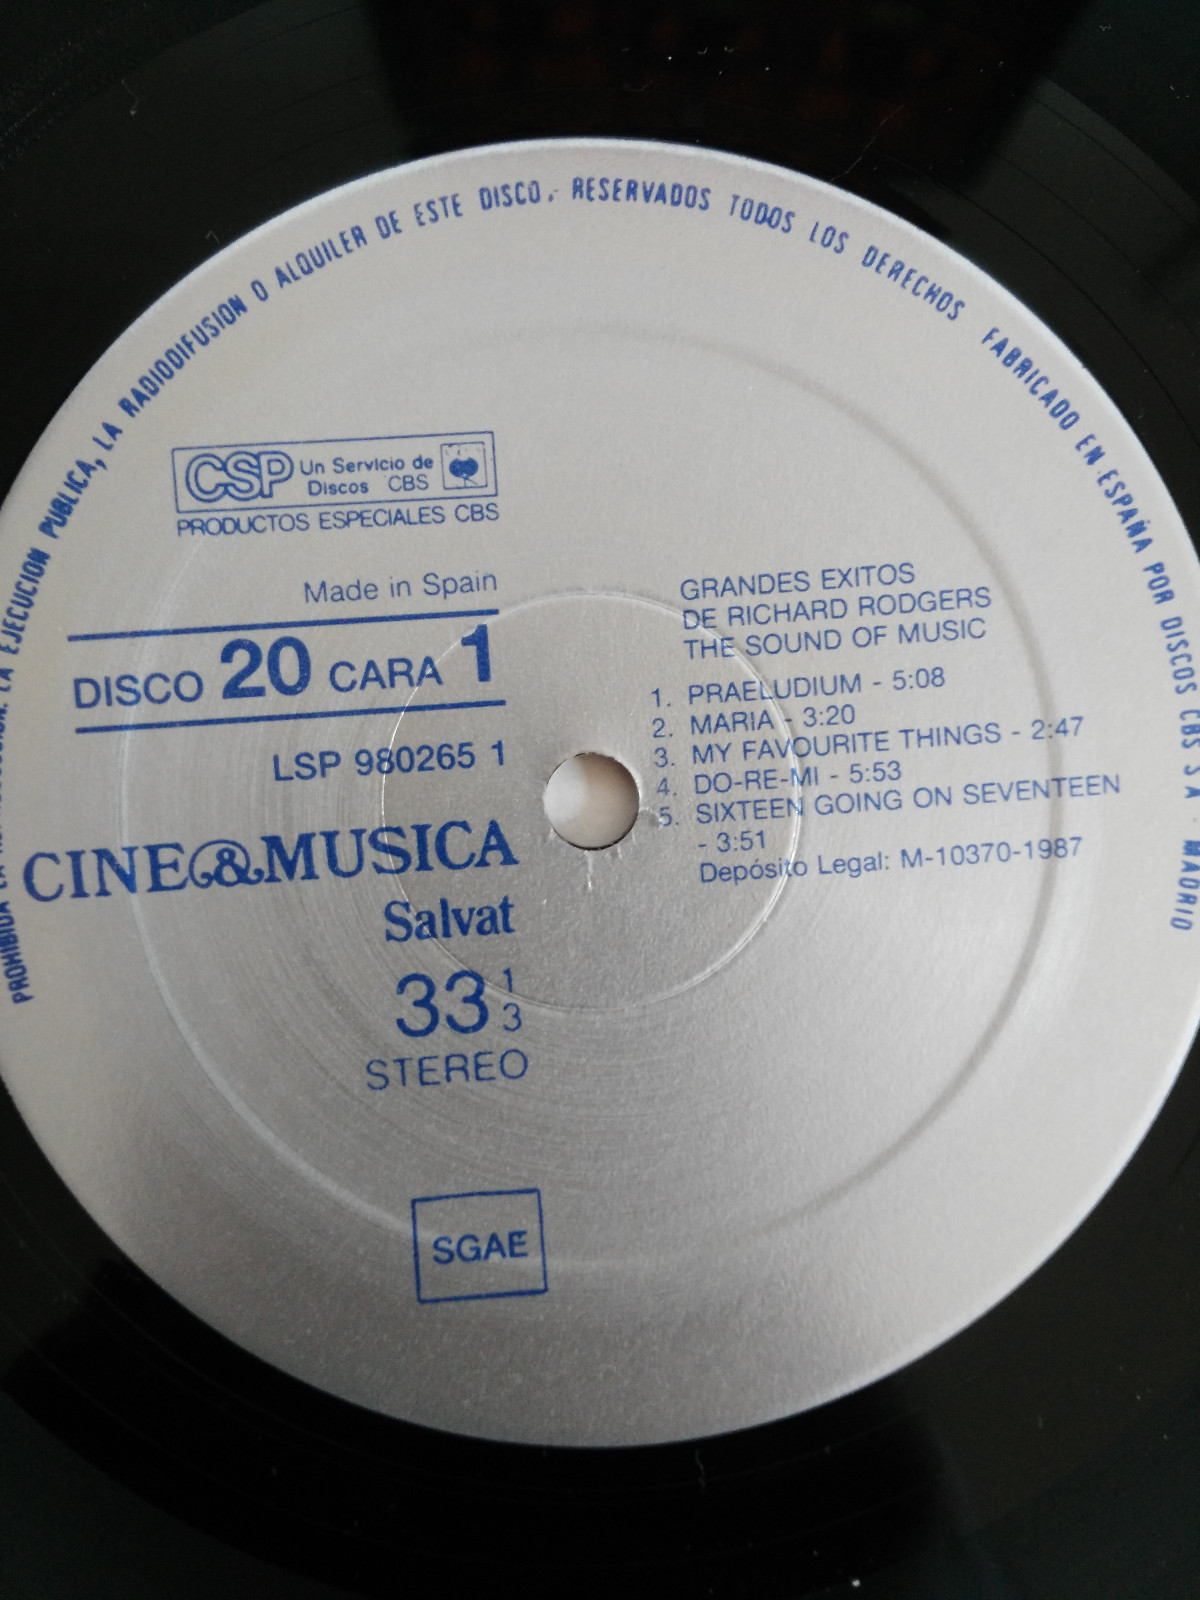 PROHIBIDA LA EJECUCION PUBLICA, LA RADIODIFUSION O ALQUILER DE ESTE DISCO. RESERVADOS TODOS LOS DERECHOS FABRICADO EN ESPAÑA POR DISCOS CBS S A . MADRID
CSP Un Servicio de
Discos CBS
PRODUCTOS ESPECIALES CBS
Made in Spain
DISCO 20 CARA 1
LSP 980265 1
CINE&MUSICA
Salvat
33 1/3
STEREO
SGAE
GRANDES EXITOS
DE RICHARD RODGERS
THE SOUND OF MUSIC
1. PRAELUDIUM - 5:08
2. MARIA - 3:20
3. MY FAVOURITE THINGS - 2:47
4. DO-RE-MI - 5:53
5. SIXTEEN GOING ON SEVENTEEN
- 3:51
Depósito Legal: M-10370-1987